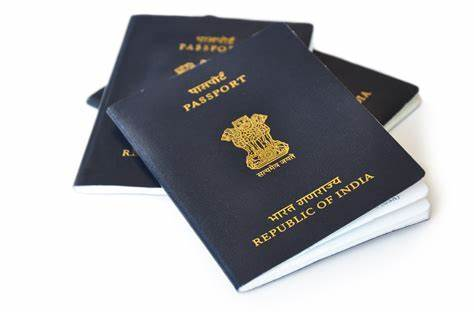 पासपोर्ट
PASSPORT
पासपोर्ट
PASSPORT
सत्यमेव जयते
भारत गणराज्य
REPUBLIC OF INDIA